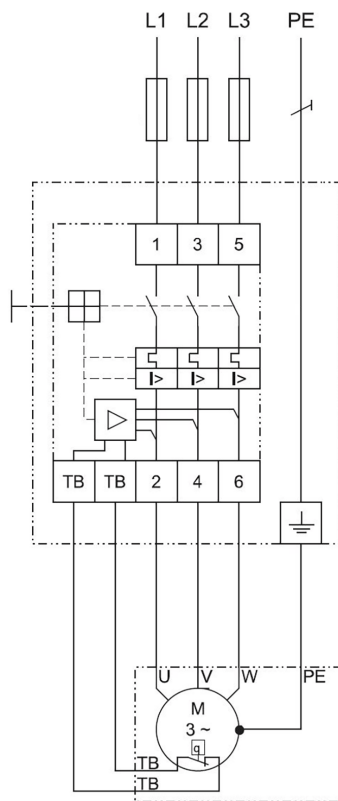 L1 L2 L3 PE
1 3 5
I> I> I>
TB TB 2 4 6
U V W PE
M
3 ~
q
TB
TB